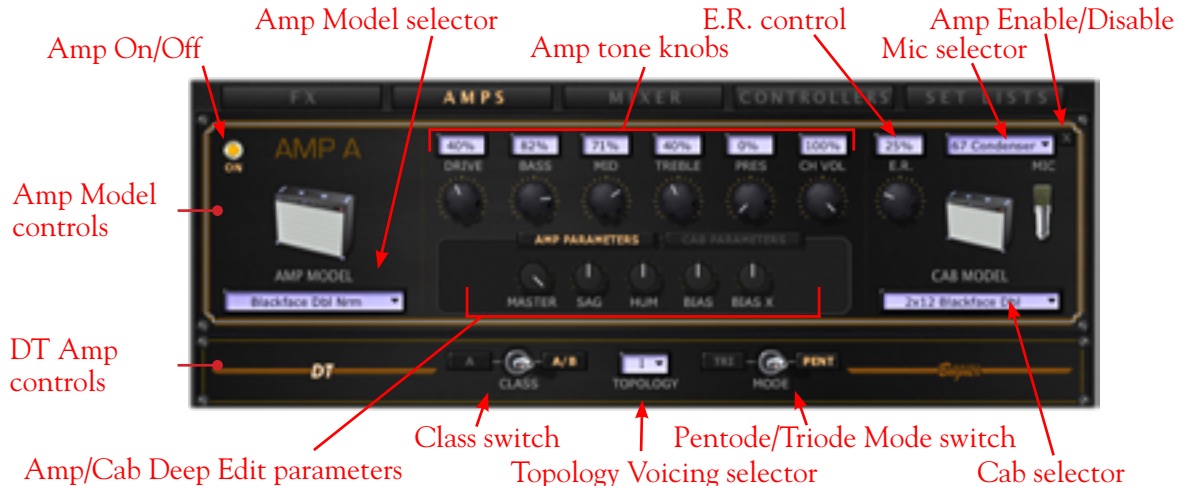 Amp Model selector
E.R. control
Amp Enable/Disable
Amp On/Off
Amp tone knobs
Mic selector
FX
AMPS
MIXER
CONTROLLERS
SET LISTS
ON
AMP A
40%
82%
71%
40%
0%
100%
25%
67 Condenser
X
DRIVE
BASS
MID
TREBLE
PRES
CH VOL
E.R.
MIC
Amp Model
controls
AMP PARAMETERS
CAB PARAMETERS
AMP MODEL
CAB MODEL
MASTER
SAG
HUM
BIAS
BIAS X
Blackface Dbl Nrm
2x12 Blackface Dbl
DT Amp
controls
DT
A
A/B
CLASS
1
TOPOLOGY
TRI
PENT
MODE
Class switch
Pentode/Triode Mode switch
Amp/Cab Deep Edit parameters
Topology Voicing selector
Cab selector